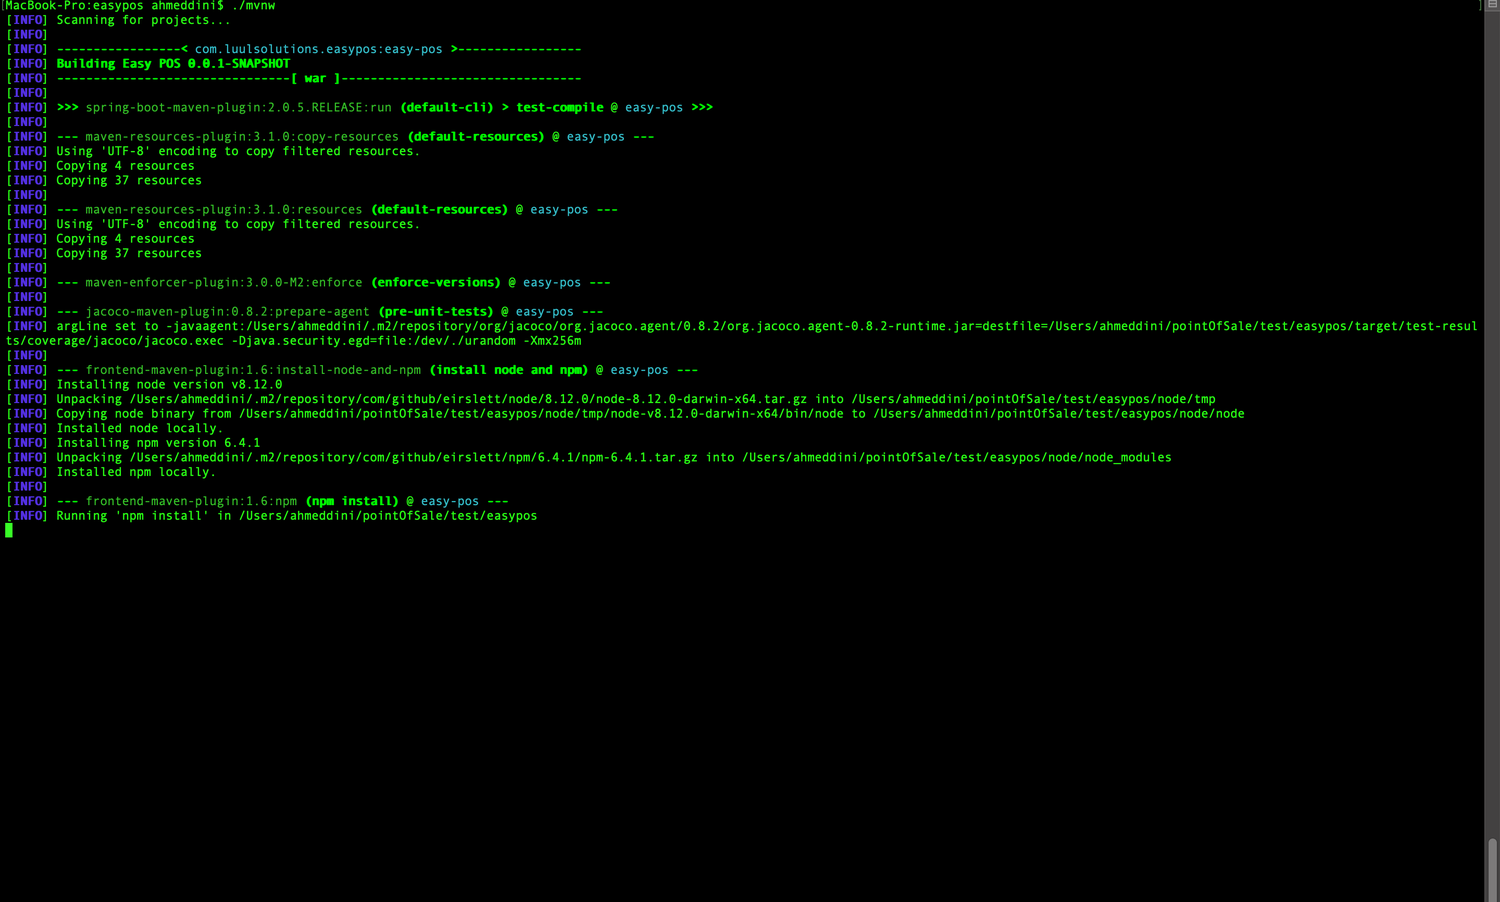 [MacBook-Pro:easypos ahmeddini$ ./mvnw ]
[INFO] Scanning for projects...
[INFO]
[INFO] -----------------< com.luulsolutions.easypos:easy-pos >-----------------
[INFO] Building Easy POS 0.0.1-SNAPSHOT
[INFO] --------------------------------[ war ]---------------------------------
[INFO]
[INFO] >>> spring-boot-maven-plugin:2.0.5.RELEASE:run (default-cli) > test-compile @ easy-pos >>>
[INFO]
[INFO] --- maven-resources-plugin:3.1.0:copy-resources (default-resources) @ easy-pos ---
[INFO] Using 'UTF-8' encoding to copy filtered resources.
[INFO] Copying 4 resources
[INFO] Copying 37 resources
[INFO]
[INFO] --- maven-resources-plugin:3.1.0:resources (default-resources) @ easy-pos ---
[INFO] Using 'UTF-8' encoding to copy filtered resources.
[INFO] Copying 4 resources
[INFO] Copying 37 resources
[INFO]
[INFO] --- maven-enforcer-plugin:3.0.0-M2:enforce (enforce-versions) @ easy-pos ---
[INFO]
[INFO] --- jacoco-maven-plugin:0.8.2:prepare-agent (pre-unit-tests) @ easy-pos ---
[INFO] argLine set to -javaagent:/Users/ahmeddini/.m2/repository/org/jacoco/org.jacoco.agent/0.8.2/org.jacoco.agent-0.8.2-runtime.jar=destfile=/Users/ahmeddini/pointOfSale/test/easypos/target/test-resul
ts/coverage/jacoco/jacoco.exec -Djava.security.egd=file:/dev/./urandom -Xmx256m
[INFO]
[INFO] --- frontend-maven-plugin:1.6:install-node-and-npm (install node and npm) @ easy-pos ---
[INFO] Installing node version v8.12.0
[INFO] Unpacking /Users/ahmeddini/.m2/repository/com/github/eirslett/node/8.12.0/node-8.12.0-darwin-x64.tar.gz into /Users/ahmeddini/pointOfSale/test/easypos/node/tmp
[INFO] Copying node binary from /Users/ahmeddini/pointOfSale/test/easypos/node/tmp/node-v8.12.0-darwin-x64/bin/node to /Users/ahmeddini/pointOfSale/test/easypos/node/node
[INFO] Installed node locally.
[INFO] Installing npm version 6.4.1
[INFO] Unpacking /Users/ahmeddini/.m2/repository/com/github/eirslett/npm/6.4.1/npm-6.4.1.tar.gz into /Users/ahmeddini/pointOfSale/test/easypos/node/node_modules
[INFO] Installed npm locally.
[INFO]
[INFO] --- frontend-maven-plugin:1.6:npm (npm install) @ easy-pos ---
[INFO] Running 'npm install' in /Users/ahmeddini/pointOfSale/test/easypos